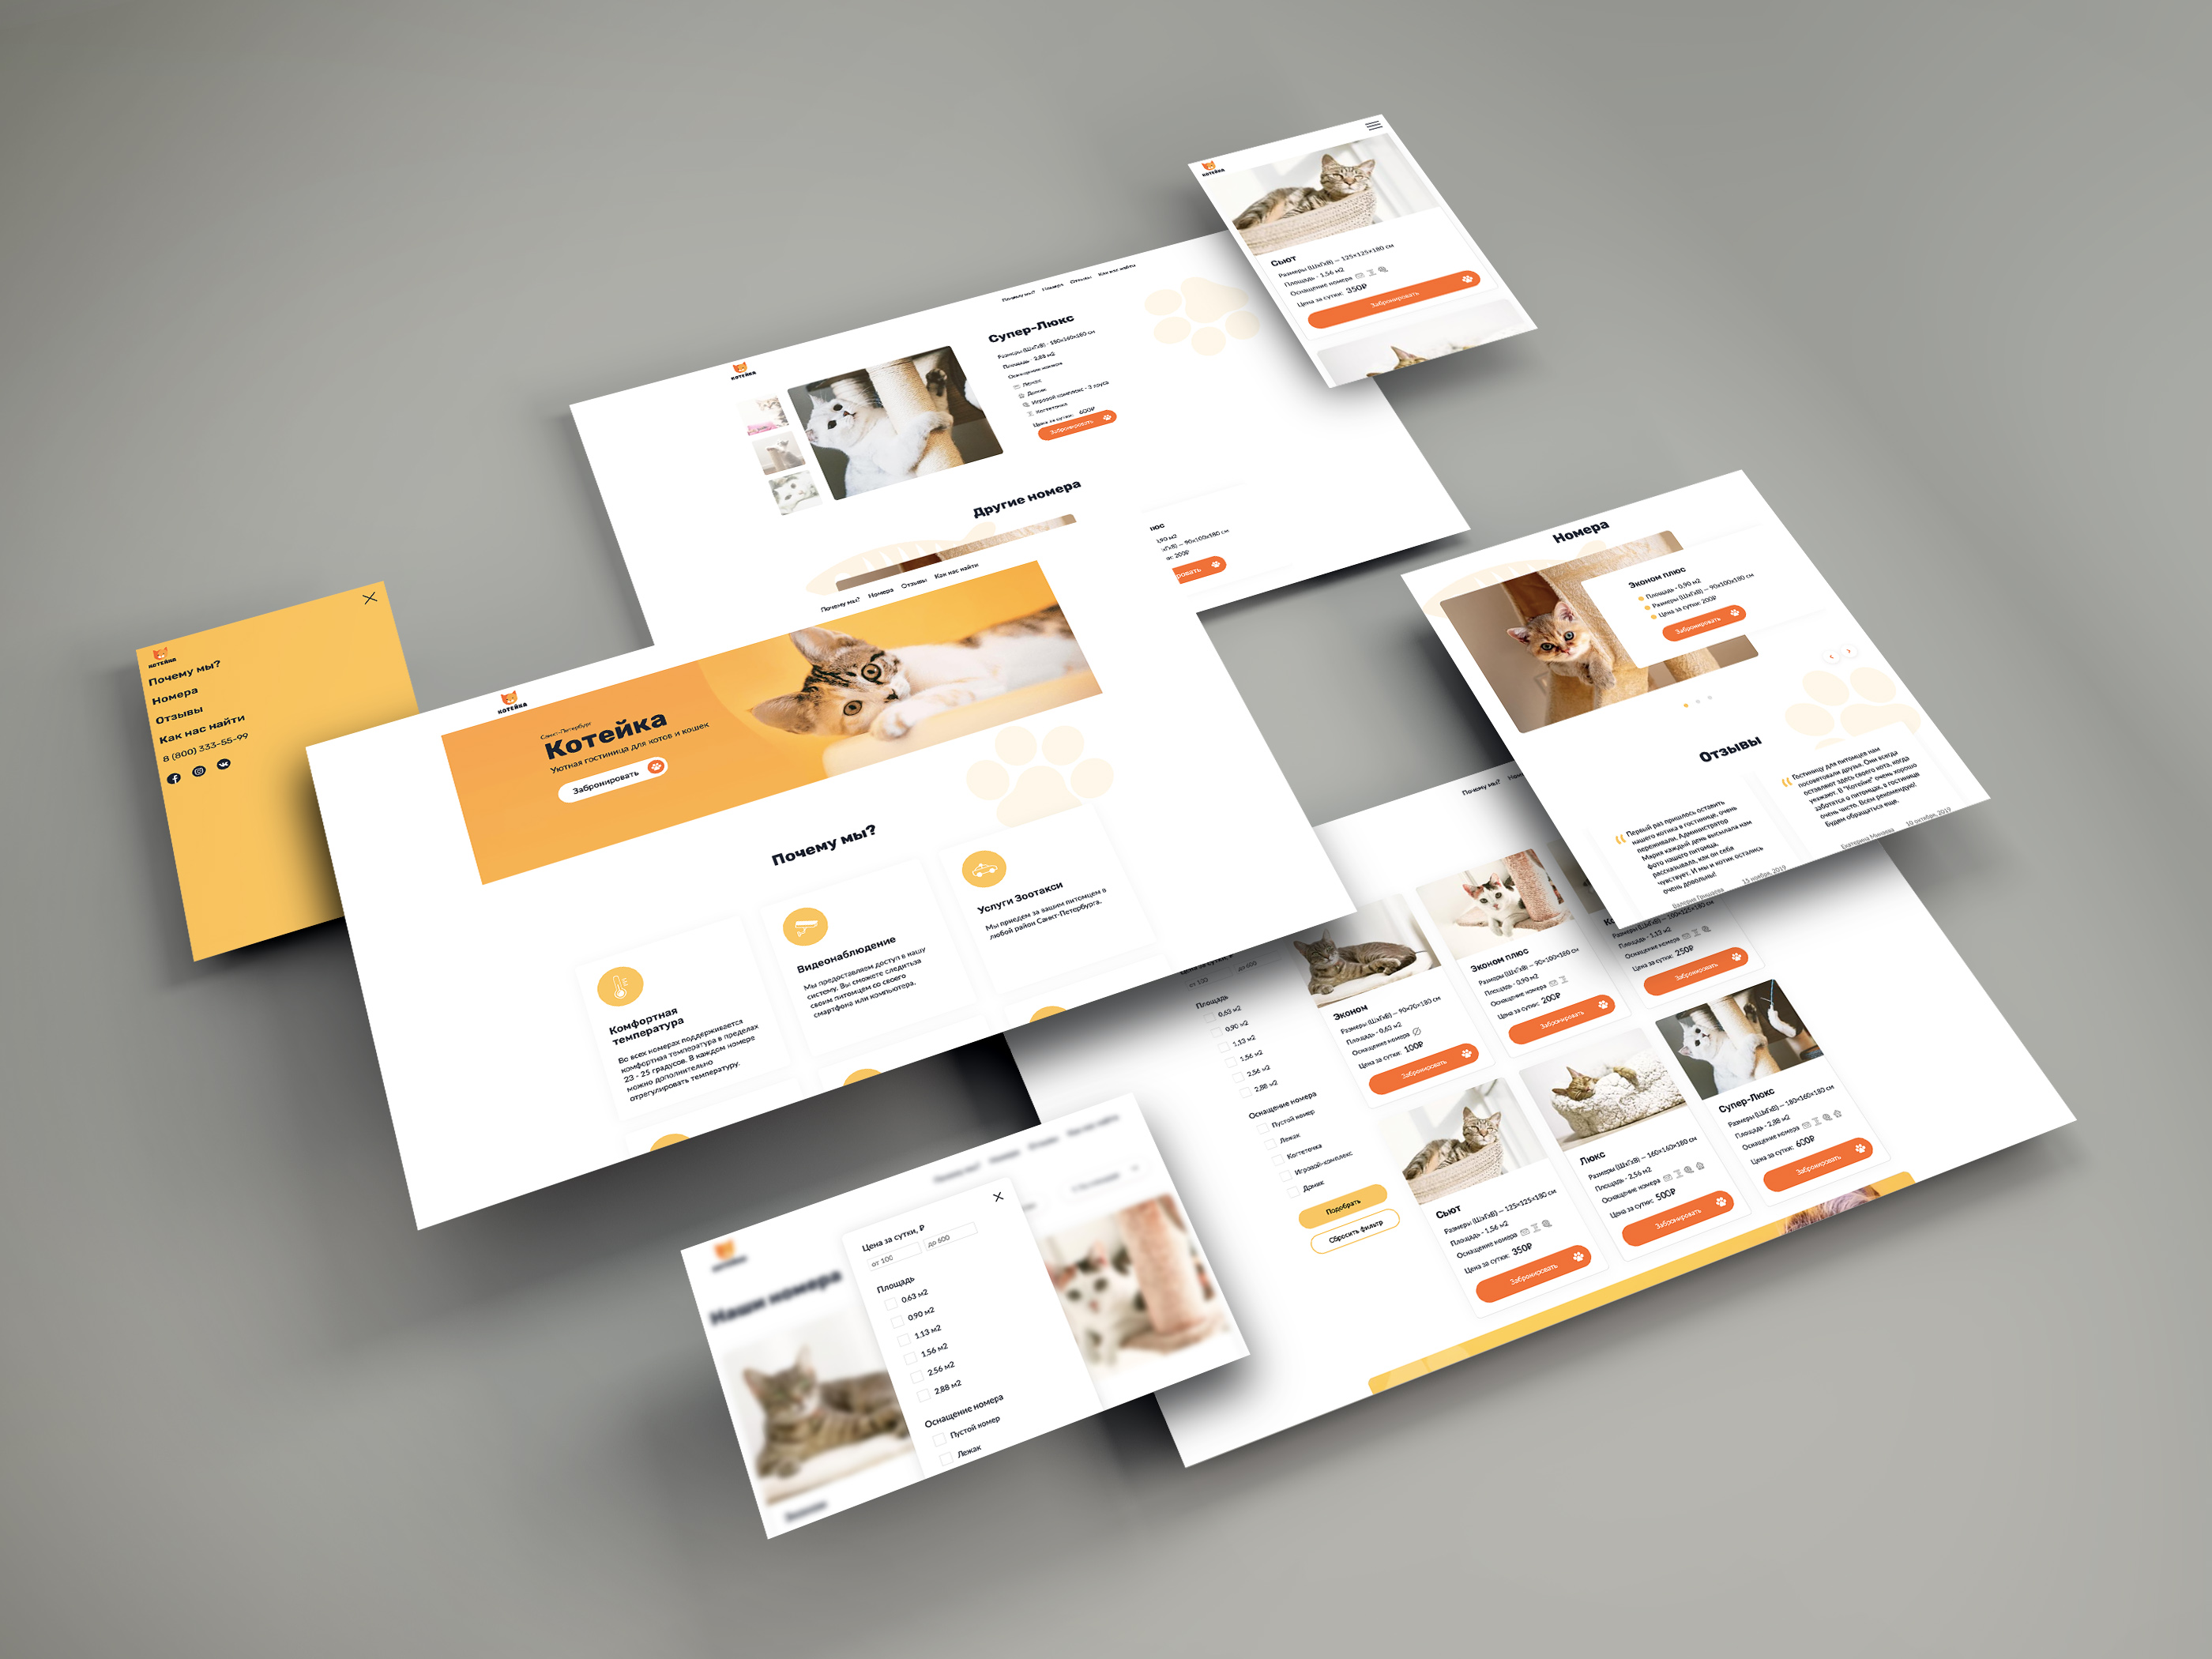 КОТЕЙКА
Сьют
Размеры (ШхГхВ) — 125×125×180 см
Площадь - 1,56 м2
Оснащение номера
Цена за сутки: 350₽
Забронировать
Почему мы? Номера Отзывы Как нас найти
КОТЕЙКА
Супер-Люкс
Размеры (ШхГхВ) - 180×160×180 см
Площадь - 2,88 м2
Оснащение номера
Лежак
Домик
Игровой комплекс - 3 яруса
Когтеточка
Цена за сутки: 600₽
Забронировать
Другие номера
люс
),90 м2
ГхВ) — 90×100×180 см
200₽
ровать
КОТЕЙКА
Почему мы?
Номера
Отзывы
Как нас найти
8 (800) 333-55-99
Почему мы? Номера Отзывы Как нас найти
КОТЕЙКА
Санкт-Петербург
Котейка
Уютная гостиница для котов и кошек
Забронировать
Почему мы?
Комфортная
температура
Во всех номерах поддерживается
комфортная температура в пределах
23 - 25 градусов. В каждом номере
можно дополнительно
отрегулировать температуру.
Видеонаблюдение
Мы предоставляем доступ в нашу
систему. Вы сможете следитьза
своим питомцем со своего
смартфона или компьютера.
Услуги Зоотакси
Мы приедем за вашим питомцем в
любой район Санкт-Петербурга.
Номера
Эконом плюс
Площадь - 0,90 м2
Размеры (ШхГхВ) — 90×100×180 см
Цена за сутки: 200₽
Забронировать
Отзывы
“ Первый раз пришлось оставить
нашего котика в гостинице, очень
переживали. Администратор
Мария каждый день высылала нам
фото нашего питомца,
рассказывала, как он себя
чувствует. И мы и котик остались
очень довольны!
Валерия Гришаева 15 ноября, 2019
“ Гостиницу для питомцев нам
посоветовали друзья. Они всегда
оставляют здесь своего кота, когда
уезжают. В "Котейке" очень хорошо
заботятся о питомцах, в гостинице
очень чисто. Всем рекомендую!
Будем обращаться еще.
10 октября, 2019
Почему мы?
от 100 до 600
Площадь
0,63 м2
0,90 м2
1,13 м2
1,56 м2
2,56 м2
2,88 м2
Оснащение номера
Пустой номер
Лежак
Когтеточка
Игровой-комплекс
Домик
Подобрать
Сбросить фильтр
Эконом
Размеры (ШхГхВ) — 90×70×180 см
Площадь - 0,63 м2
Оснащение номера
Цена за сутки: 100₽
Забронировать
Эконом плюс
Размеры (ШхГхВ) — 90×100×180 см
Площадь - 0,90 м2
Оснащение номера
Цена за сутки: 200₽
Забронировать
Площадь - 1,13 м2
Оснащение номера
Цена за сутки: 250₽
Забронировать
Сьют
Размеры (ШхГхВ) — 125×125×180 см
Площадь - 1,56 м2
Оснащение номера
Цена за сутки: 350₽
Забронировать
Люкс
Размеры (ШхГхВ) — 160×160×180 см
Площадь - 2,56 м2
Оснащение номера
Цена за сутки: 500₽
Забронировать
Супер-Люкс
Размеры (ШхГхВ) — 180×160×180 см
Площадь - 2,88 м2
Оснащение номера
Цена за сутки: 600₽
Забронировать
Наши номера
Цена за сутки, ₽
от 100 до 600
Площадь
0.63 м2
0.90 м2
1.13 м2
1.56 м2
2.56 м2
2.88 м2
Оснащение номера
Пустой номер
Лежак